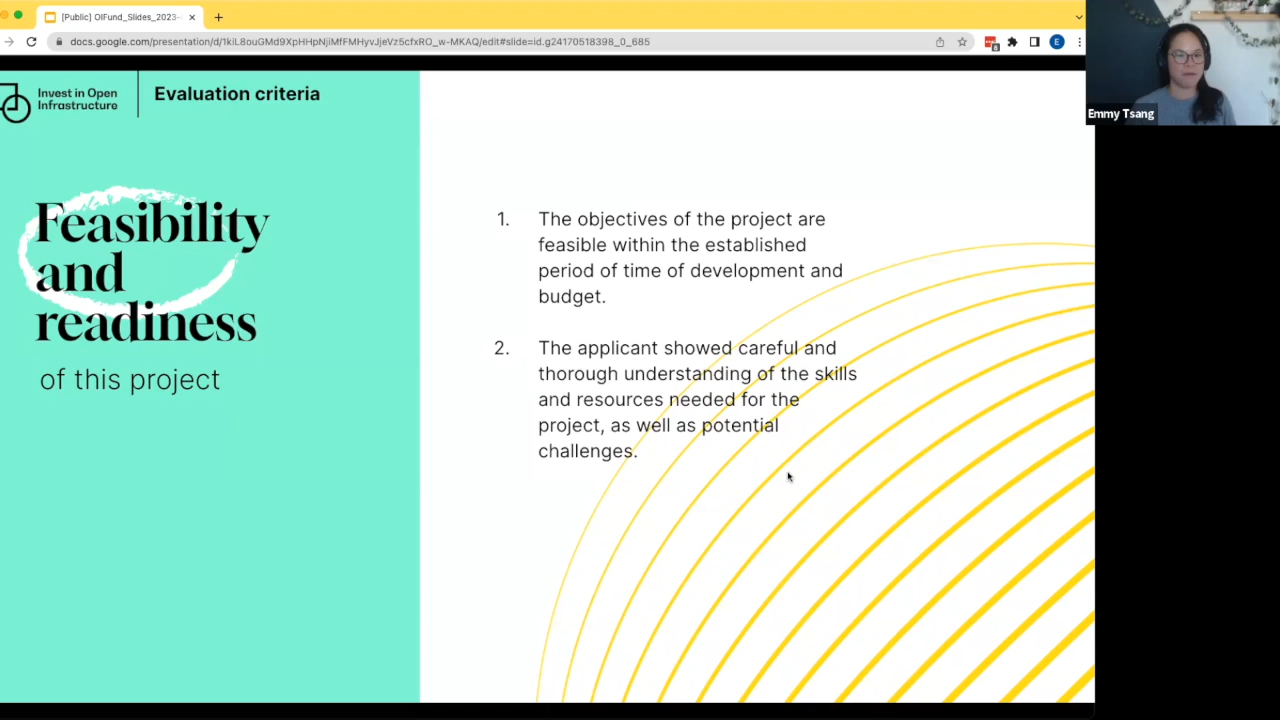 [Public] OIFund_Slides_2023-
docs.google.com/presentation/d/1kiL8ouGMd9XpHHpNjiMfFMHyvJjeVz5cfxRO_w-MKAQ/edit#slide=id.g24170518398_0_685
6
E
Emmy Tsang
Invest in Open
Infrastructure
Evaluation criteria
Feasibility
and
readiness
of this project
1. The objectives of the project are
feasible within the established
period of time of development and
budget.
2. The applicant showed careful and
thorough understanding of the skills
and resources needed for the
project, as well as potential
challenges.